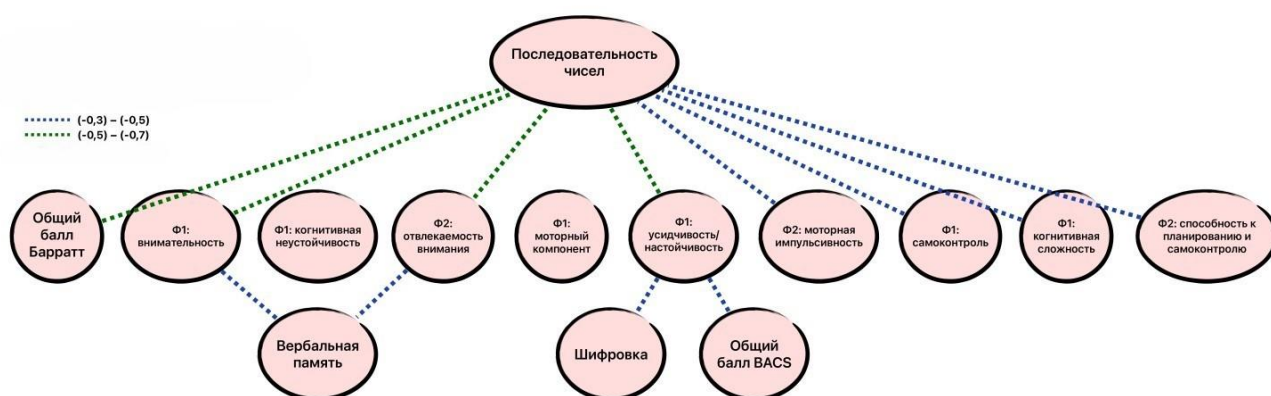 Последовательность
чисел
(-0,3) – (-0,5)
(-0,5) – (-0,7)
Общий
балл
Барратт
Ф1:
внимательность
Ф1: когнитивная
неустойчивость
Ф2:
отвлекаемость
внимания
Ф1:
моторный
компонент
Ф1:
усидчивость/
настойчивость
Ф2: моторная
импульсивность
Ф1:
самоконтроль
Ф1:
когнитивная
сложность
Ф2: способность к
планированию и
самоконтролю
Вербальная
память
Шифровка
Общий
балл BACS